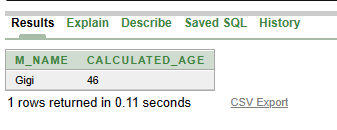 Results Explain Describe Saved SQL History
M_NAME CALCULATED_AGE
Gigi 46
1 rows returned in 0.11 seconds CSV Export